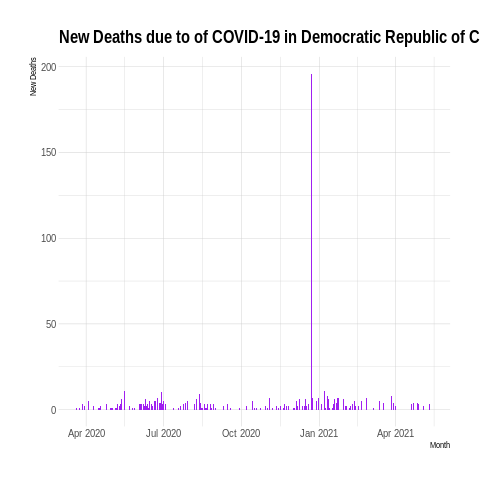 New Deaths due to of COVID-19 in Democratic Republic of C
New Deaths
200
150
100
50
0
Apr 2020
Jul 2020
Oct 2020
Jan 2021
Apr 2021
Month